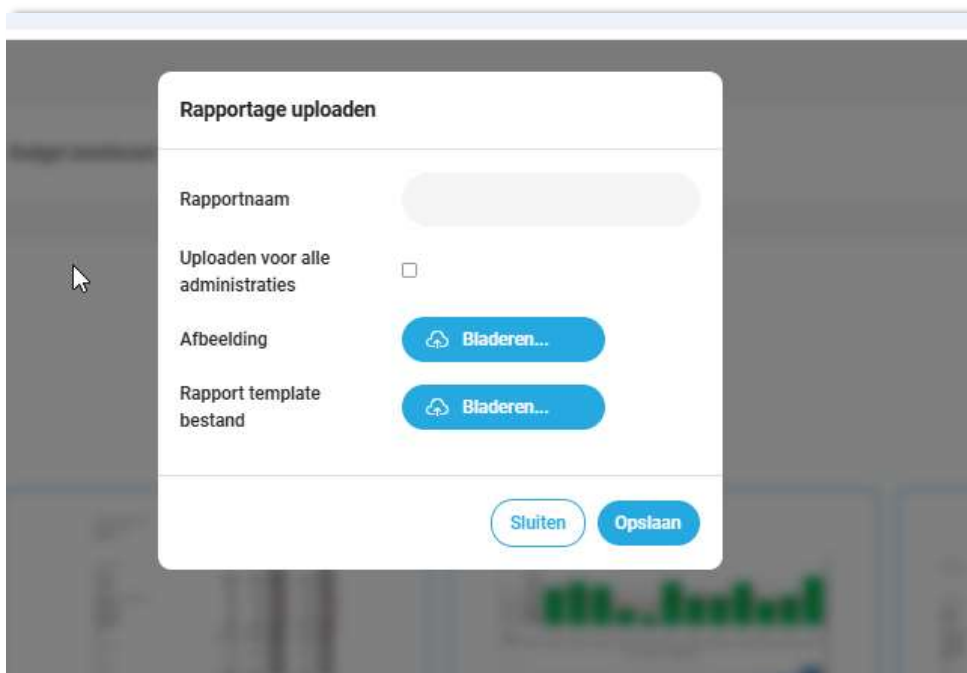 Rapportage uploaden
Rapportnaam
Uploaden voor alle
administraties
Afbeelding
Bladeren...
Rapport template
bestand
Bladeren...
Sluiten
Opslaan